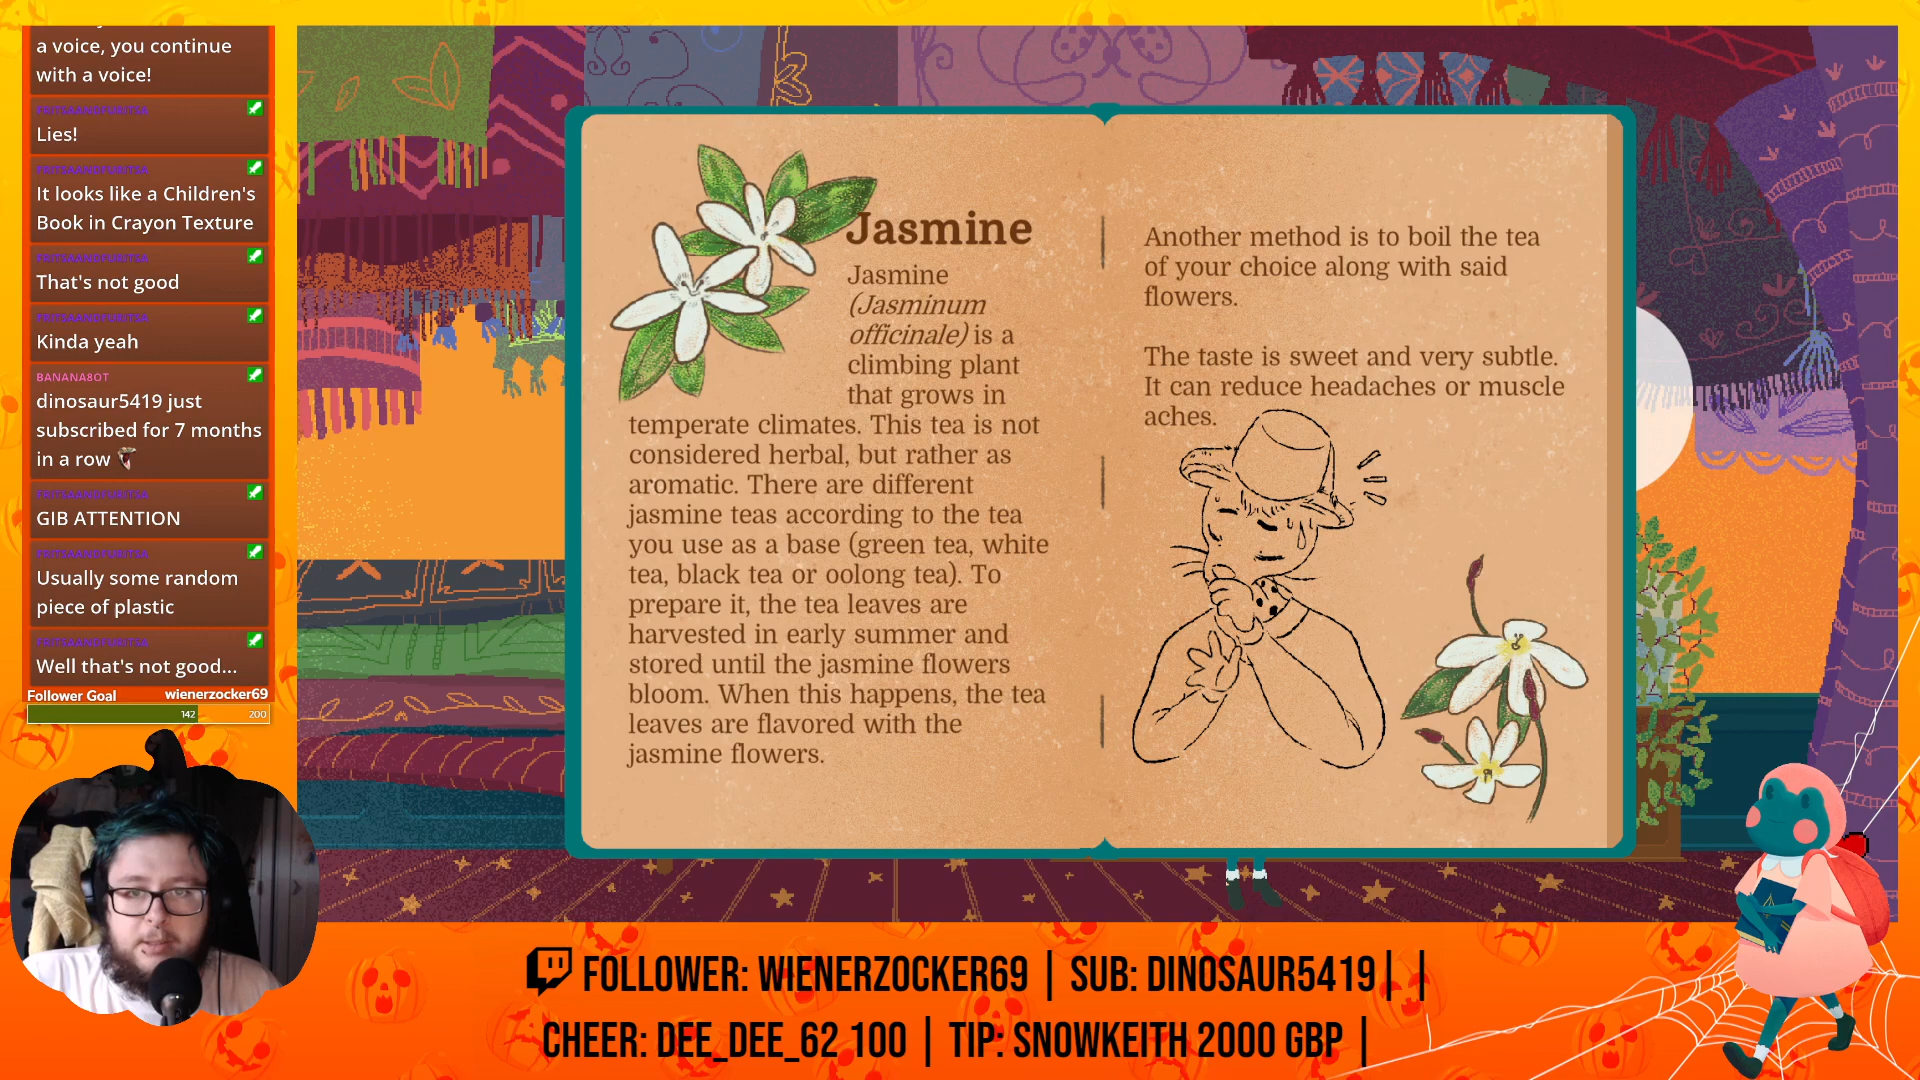 a voice, you continue
with a voice!
Lies!
It looks like a Children's
Book in Crayon Texture
That's not good
Kinda yeah
BANANA8OT
dinosaur5419 just
subscribed for 7 months
in a row
GIB ATTENTION
Usually some random
piece of plastic
Well that's not good...
Follower Goal wienerzocker69
142 200
Jasmine
Jasmine
(Jasminum
officinale) is a
climbing plant
that grows in
temperate climates. This tea is not
considered herbal, but rather as
aromatic. There are different
jasmine teas according to the tea
you use as a base (green tea, white
tea, black tea or oolong tea). To
prepare it, the tea leaves are
harvested in early summer and
stored until the jasmine flowers
bloom. When this happens, the tea
leaves are flavored with the
jasmine flowers.
Another method is to boil the tea
of your choice along with said
flowers.
The taste is sweet and very subtle.
It can reduce headaches or muscle
aches.
FOLLOWER: WIENERZOCKER69 | SUB: DINOSAUR5419 | |
CHEER: DEE_DEE_62 100 | TIP: SNOWKEITH 2000 GBP |